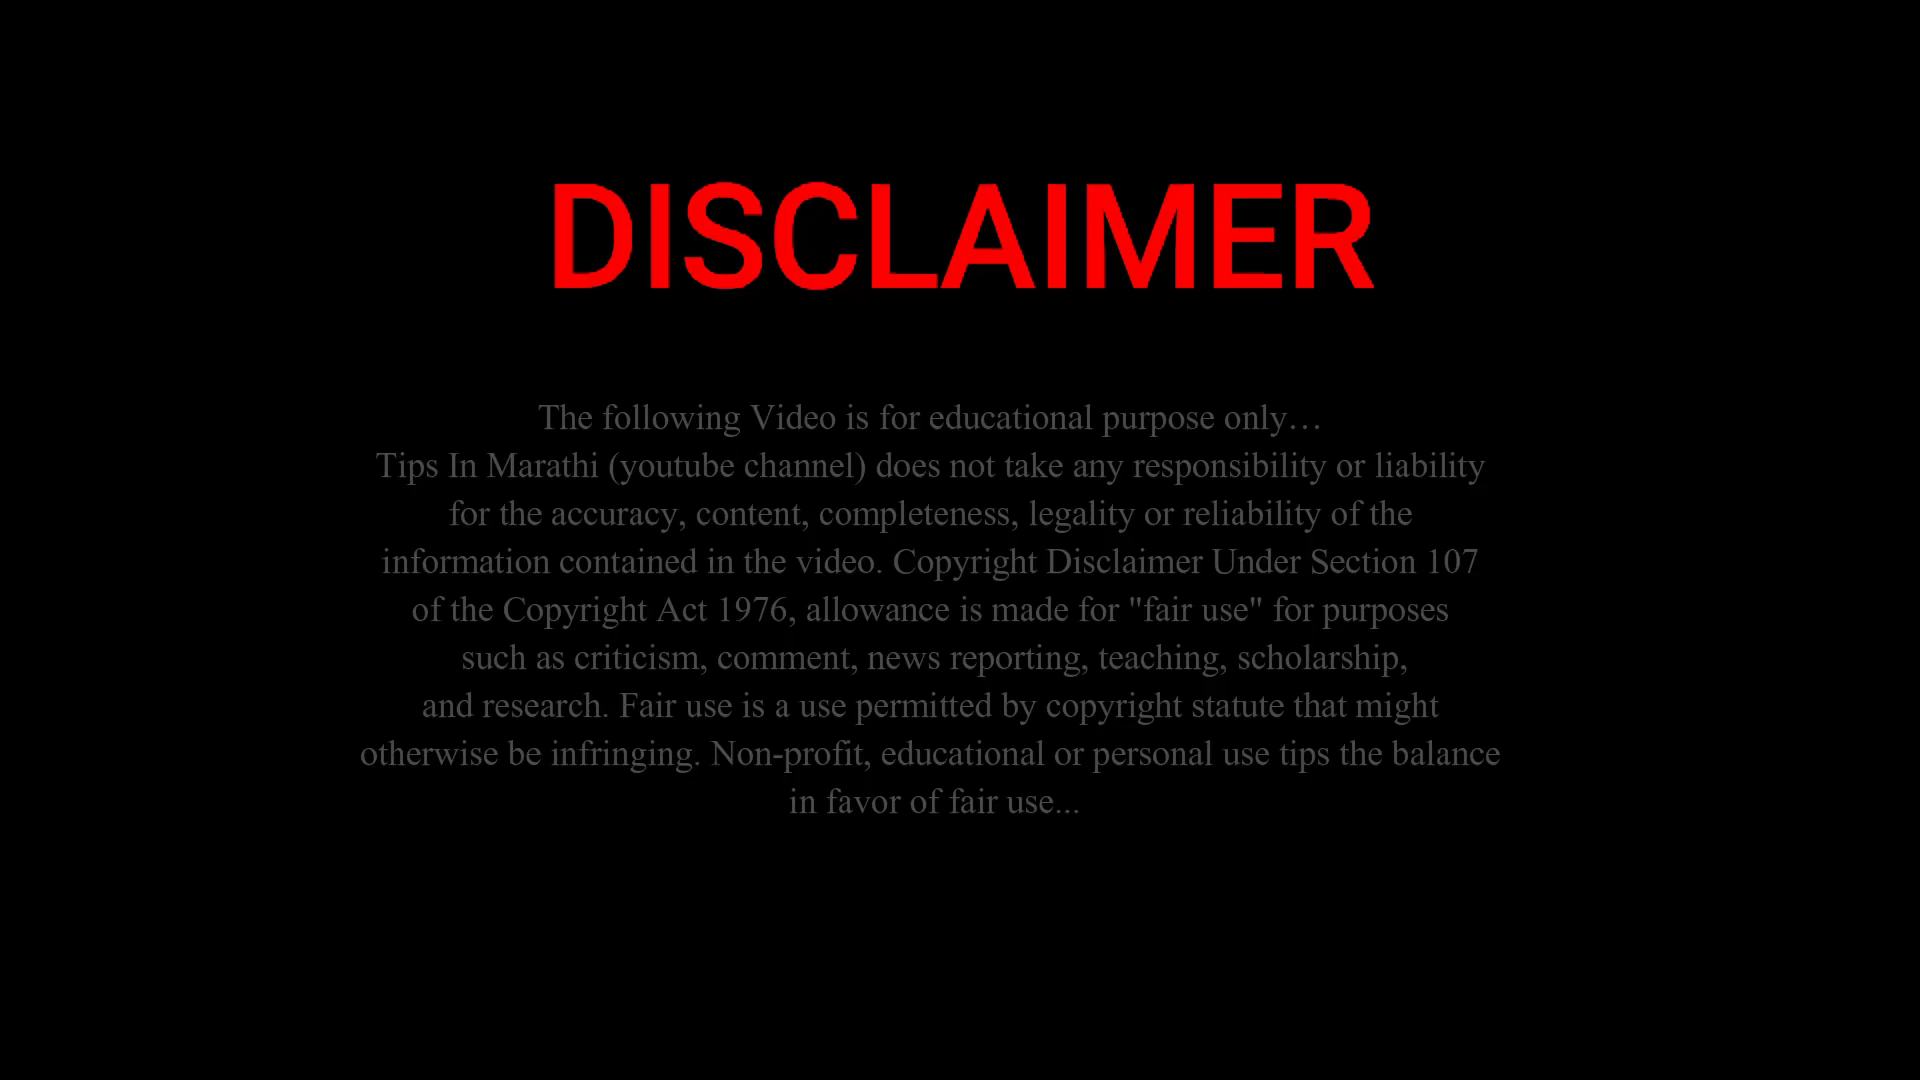 DISCLAIMER
The following Video is for educational purpose only…
Tips In Marathi (youtube channel) does not take any responsibility or liability
for the accuracy, content, completeness, legality or reliability of the
information contained in the video. Copyright Disclaimer Under Section 107
of the Copyright Act 1976, allowance is made for "fair use" for purposes
such as criticism, comment, news reporting, teaching, scholarship,
and research. Fair use is a use permitted by copyright statute that might
otherwise be infringing. Non-profit, educational or personal use tips the balance
in favor of fair use...